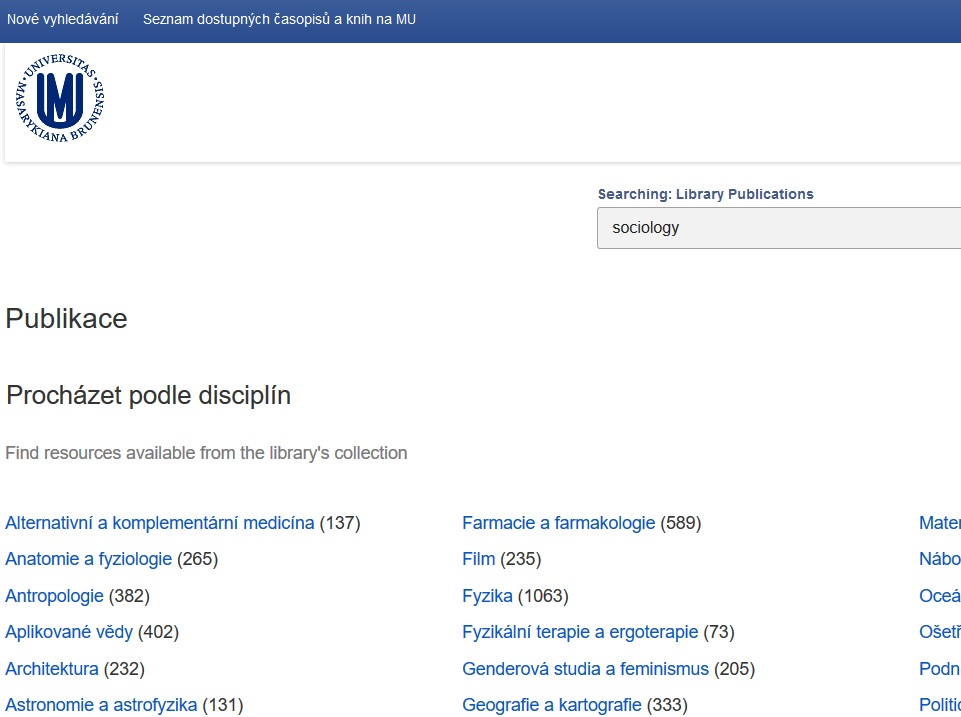 Nové vyhledávání Seznam dostupných časopisů a knih na MU
UNIVERSITAS MASARYKIANA BRUNENSIS
MU
Searching: Library Publications
sociology
Publikace
Procházet podle disciplín
Find resources available from the library's collection
Alternativní a komplementární medicína (137)
Anatomie a fyziologie (265)
Antropologie (382)
Aplikované vědy (402)
Architektura (232)
Astronomie a astrofyzika (131)
Farmacie a farmakologie (589)
Film (235)
Fyzika (1063)
Fyzikální terapie a ergoterapie (73)
Genderová studia a feminismus (205)
Geografie a kartografie (333)
Mater
Nábo
Oceá
Ošetř
Podn
Politic